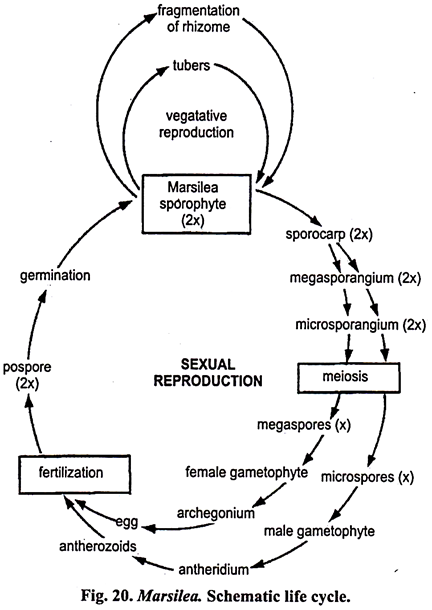 fragmentation
of rhizome
tubers
vegatative
reproduction
Marsilea
sporophyte
(2x)
sporocarp (2x)
germination
megasporangium (2x)
microsporangium (2x)
SEXUAL
REPRODUCTION
meiosis
pospore
(2x)
megaspores (x)
fertilization
female gametophyte
microspores (x)
archegonium
egg
male gametophyte
antherozoids
antheridium
Fig. 20. Marsilea. Schematic life cycle.